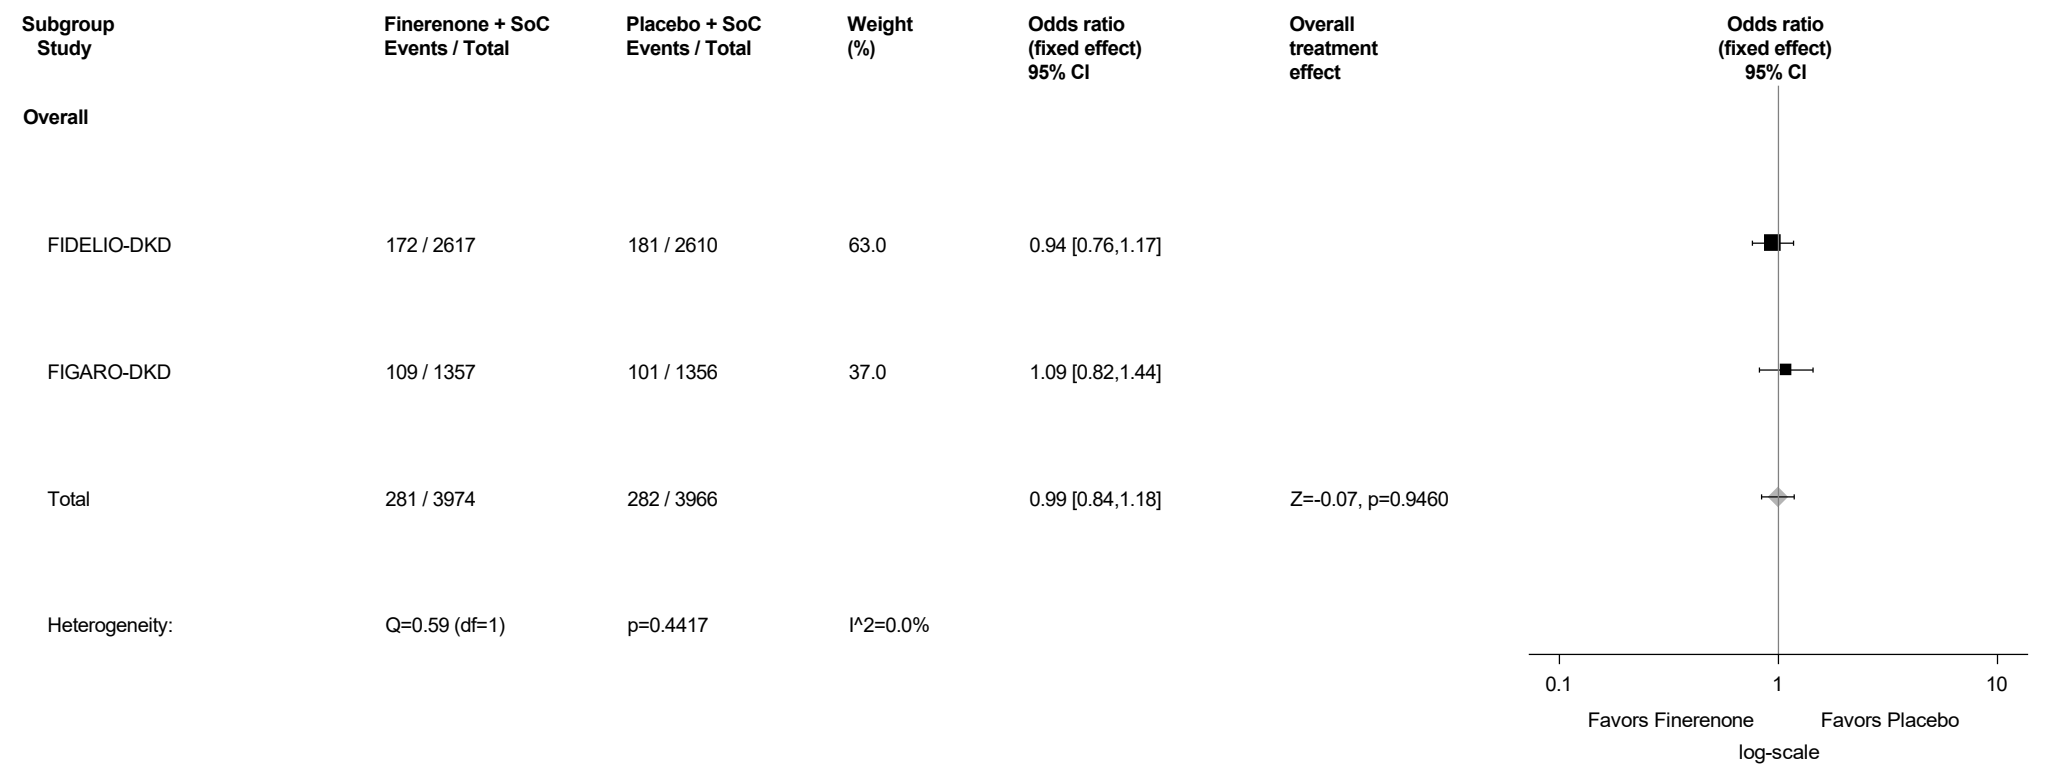 Subgroup Finerenone + SoC Placebo + SoC Weight Odds ratio Overall Odds ratio
Study Events / Total Events / Total (%) (fixed effect) treatment (fixed effect)
95% CI effect 95% CI
Overall
FIDELIO-DKD 172 / 2617 181 / 2610 63.0 0.94 [0.76,1.17]
FIGARO-DKD 109 / 1357 101 / 1356 37.0 1.09 [0.82,1.44]
Total 281 / 3974 282 / 3966 0.99 [0.84,1.18] Z=-0.07, p=0.9460
Heterogeneity: Q=0.59 (df=1) p=0.4417 I^2=0.0%
0.1 1 10
Favors Finerenone Favors Placebo
log-scale